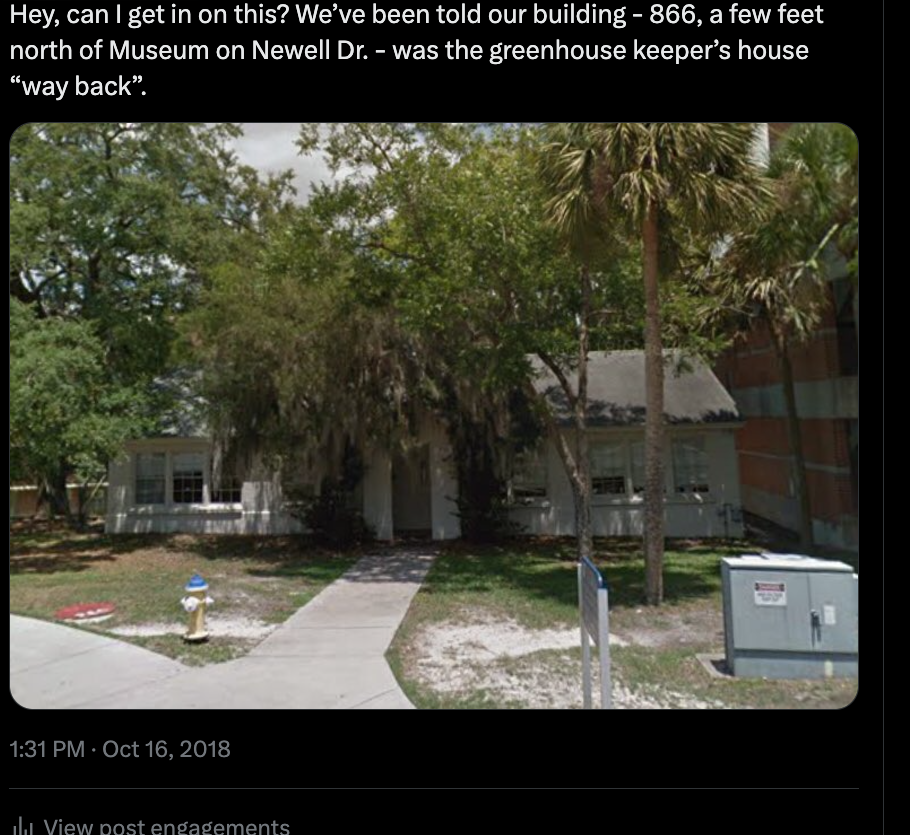 Hey, can I get in on this? We’ve been told our building - 866, a few feet
north of Museum on Newell Dr. - was the greenhouse keeper’s house
“way back”.
1:31 PM · Oct 16, 2018
View post engagements